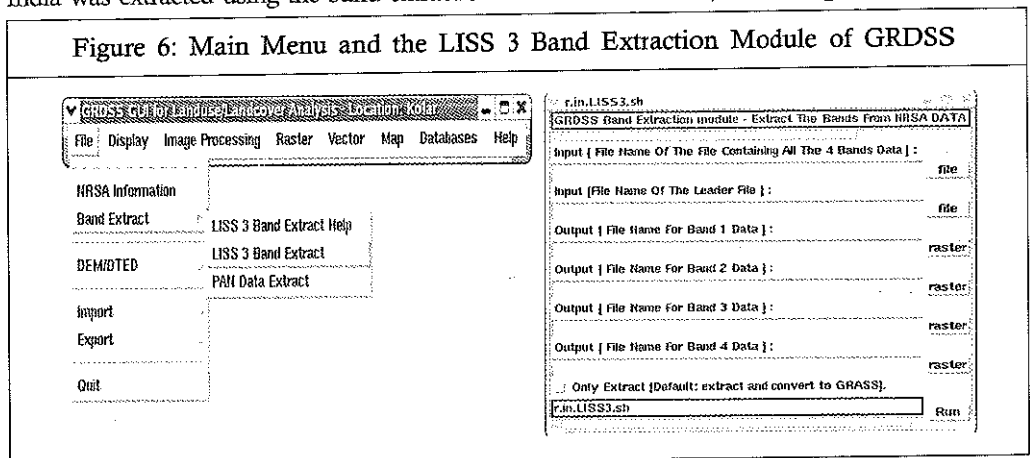 India was extracted using the band
Figure 6: Main Menu and the LISS 3 Band Extraction Module of GRDSS
GRDSS GUI for Landuse/Landcover Analysis - Location: Kolar
File Display Image Processing Raster Vector Map Databases Help
NRSA Information
Band Extract
DEM/DTED
Import
Export
Quit
LISS 3 Band Extract Help
LISS 3 Band Extract
PAN Data Extract
r.in.LISS3.sh
GRDSS Band Extraction module - Extract The Bands From NRSA DATA
Input [ File Name Of The File Containing All The 4 Bands Data ] :
file
Input [File Name Of The Leader File ] :
file
Output [ File Name For Band 1 Data ] :
raster
Output [ File Name For Band 2 Data ] :
raster
Output [ File Name For Band 3 Data ] :
raster
Output [ File Name For Band 4 Data ] :
raster
Only Extract [Default: extract and convert to GRASS].
r.in.LISS3.sh
Run